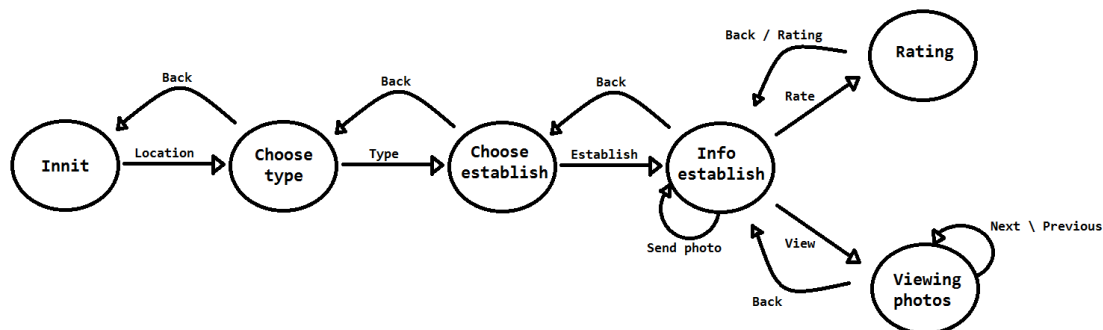 Innit
Location
Back
Choose
type
Type
Back
Choose
establish
Establish
Back
Info
establish
Send photo
Back / Rating
Rate
Rating
View
Back
Viewing
photos
Next \ Previous